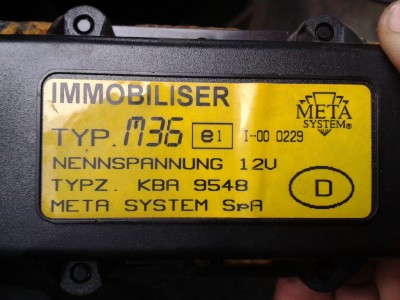 IMMOBILISER
META
SYSTEM®
TYP. M36 e1 I-00 0229
NENNSPANNUNG 12V
TYPZ. KBA 9548
D
META SYSTEM SpA